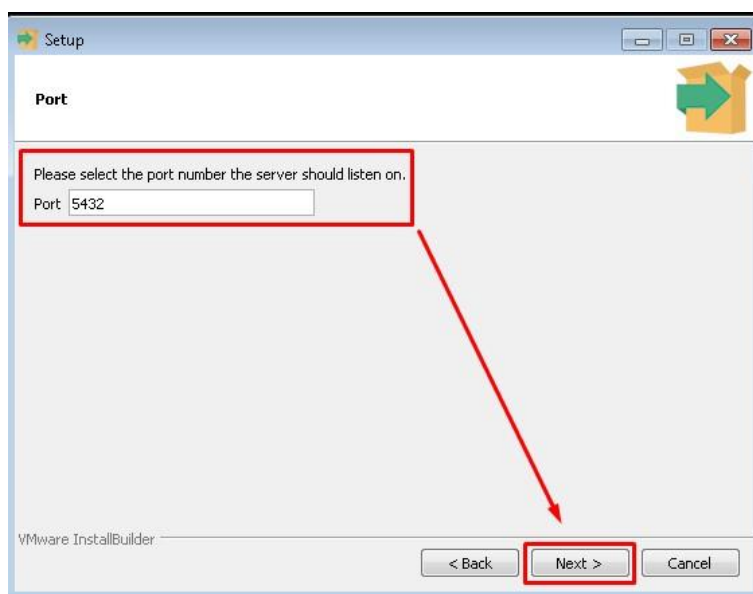 Setup
Port
Please select the port number the server should listen on.
Port 5432
VMware InstallBuilder
< Back Next > Cancel